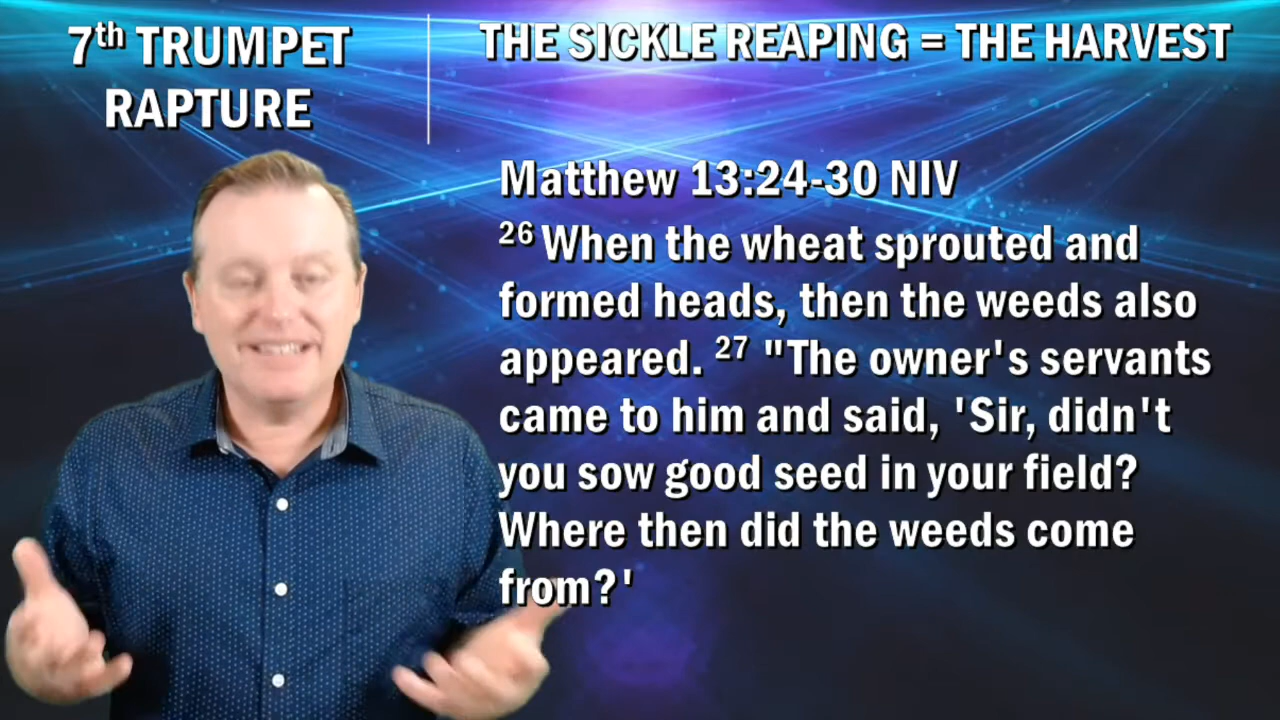 7th TRUMPET
RAPTURE
THE SICKLE REAPING = THE HARVEST
Matthew 13:24-30 NIV
26 When the wheat sprouted and
formed heads, then the weeds also
appeared. 27 "The owner's servants
came to him and said, 'Sir, didn't
you sow good seed in your field?
Where then did the weeds come
from?'